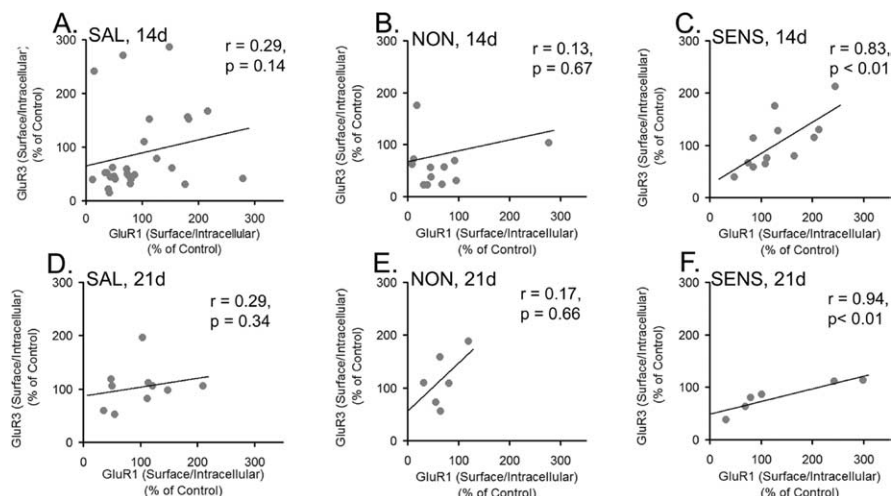 A. SAL, 14d
r = 0.29,
p = 0.14
GluR3 (Surface/Intracellular;
(% of Control)
300
200
100
0
0 100 200 300
GluR1 (Surface/Intracellular)
(% of Control)
B. NON, 14d
r = 0.13,
p = 0.67
GluR3 (Surface/Intracellular)
(% of Control)
300
200
100
0
0 100 200 300
GluR1 (Surface/Intracellular)
(% of Control)
C. SENS, 14d
r = 0.83,
p < 0.01
GluR3 (Surface/Intracellular)
(% of Control)
300
200
100
0
0 100 200 300
GluR1 (Surface/Intracellular)
(% of Control)
D. SAL, 21d
r = 0.29,
p = 0.34
GluR3 (Surface/Intracellular)
(% of Control)
300
200
100
0
0 100 200 300
GluR1 (Surface/Intracellular)
(% of Control)
E. NON, 21d
r = 0.17,
p = 0.66
GluR3 (Surface/Intracellular)
(% of Control)
300
200
100
0
0 100 200 300
GluR1 (Surface/Intracellular)
(% of Control)
F. SENS, 21d
r = 0.94,
p< 0.01
GluR3 (Surface/Intracellular)
(% of Control)
300
200
100
0
0 100 200 300
GluR1 (Surface/Intracellular)
(% of Control)